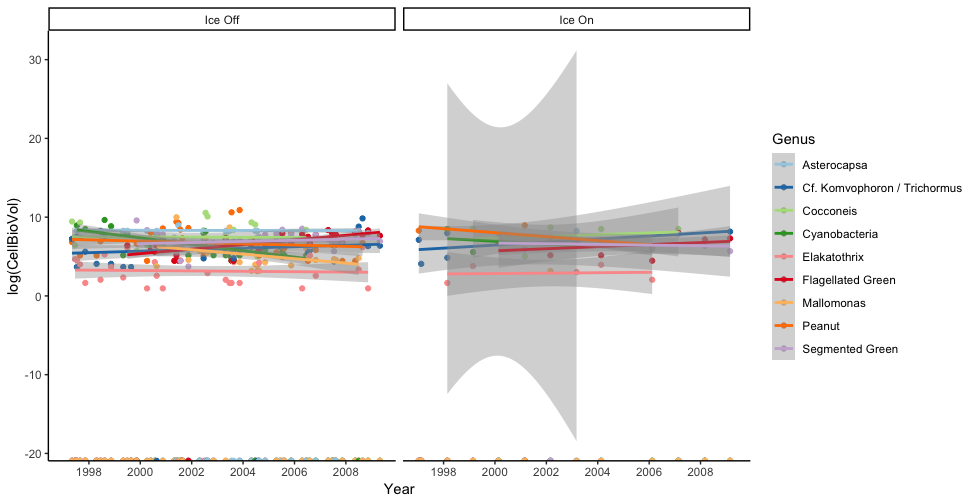 Ice Off
Ice On
log(CellBioVol)
30
20
10
0
-10
-20
1998
2000
2002
2004
2006
2008
1998
2000
2002
2004
2006
2008
Year
Genus
Asterocapsa
Cf. Komvophoron / Trichormus
Cocconeis
Cyanobacteria
Elakatothrix
Flagellated Green
Mallomonas
Peanut
Segmented Green